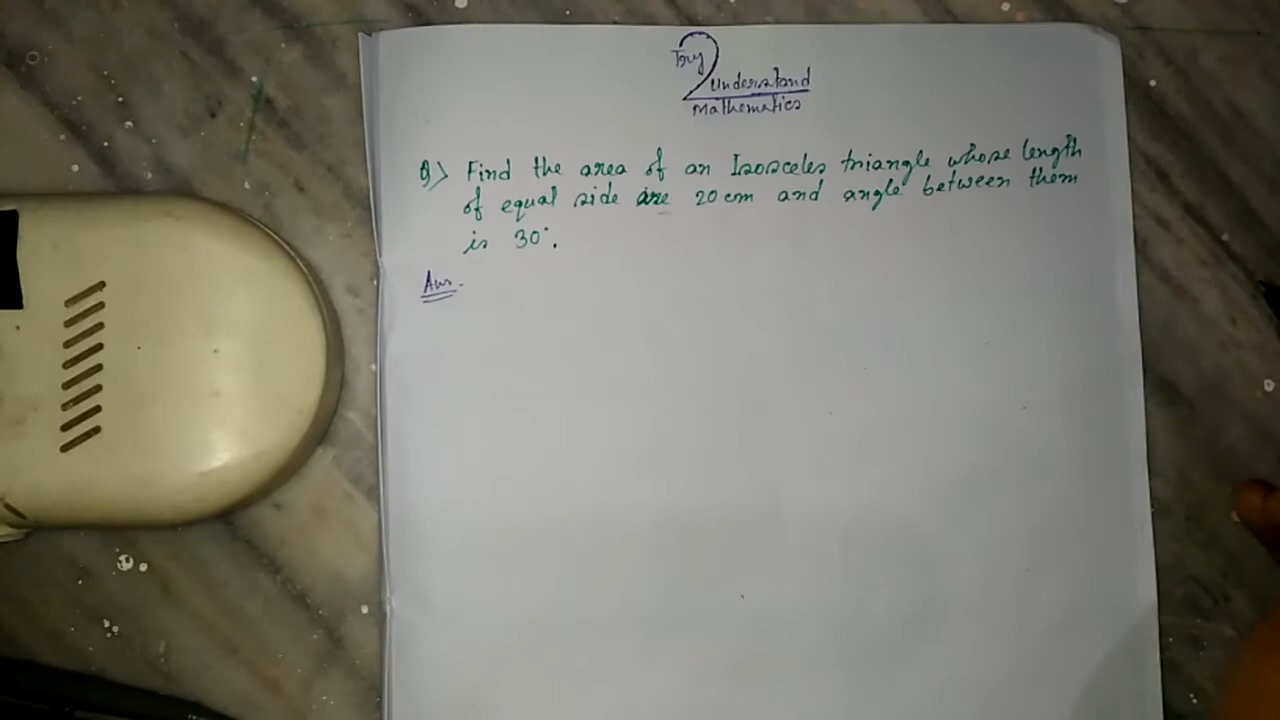 Try 2
Understand
Mathematics
Q) Find the area of an Isosceles triangle whose length
of equal side are 20 cm and angle between them
is 30°.
Ans.